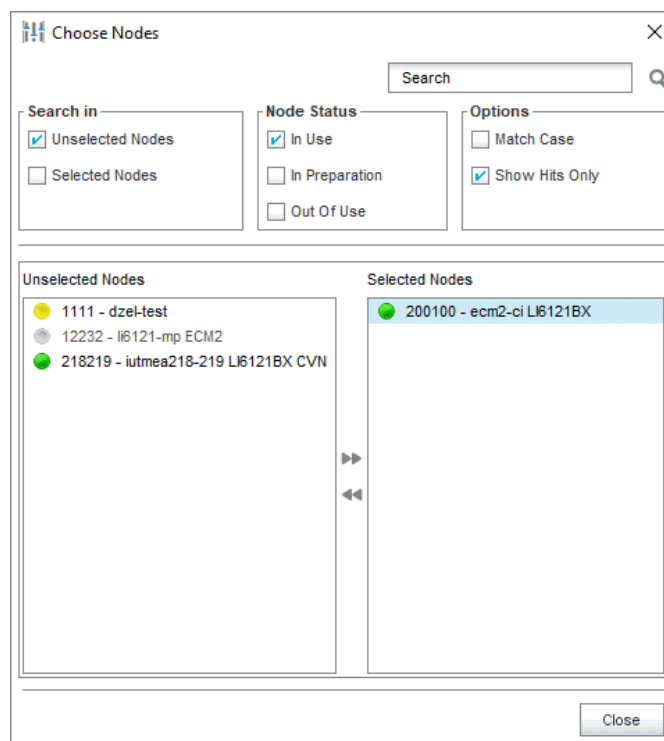 Choose Nodes
Search
Search in
Unselected Nodes
Selected Nodes
Node Status
In Use
In Preparation
Out Of Use
Options
Match Case
Show Hits Only
Unselected Nodes
1111 - dzel-test
12232 - li6121-mp ECM2
218219 - iutmea218-219 LI6121BX CVN
Selected Nodes
200100 - ecm2-ci LI6121BX
Close